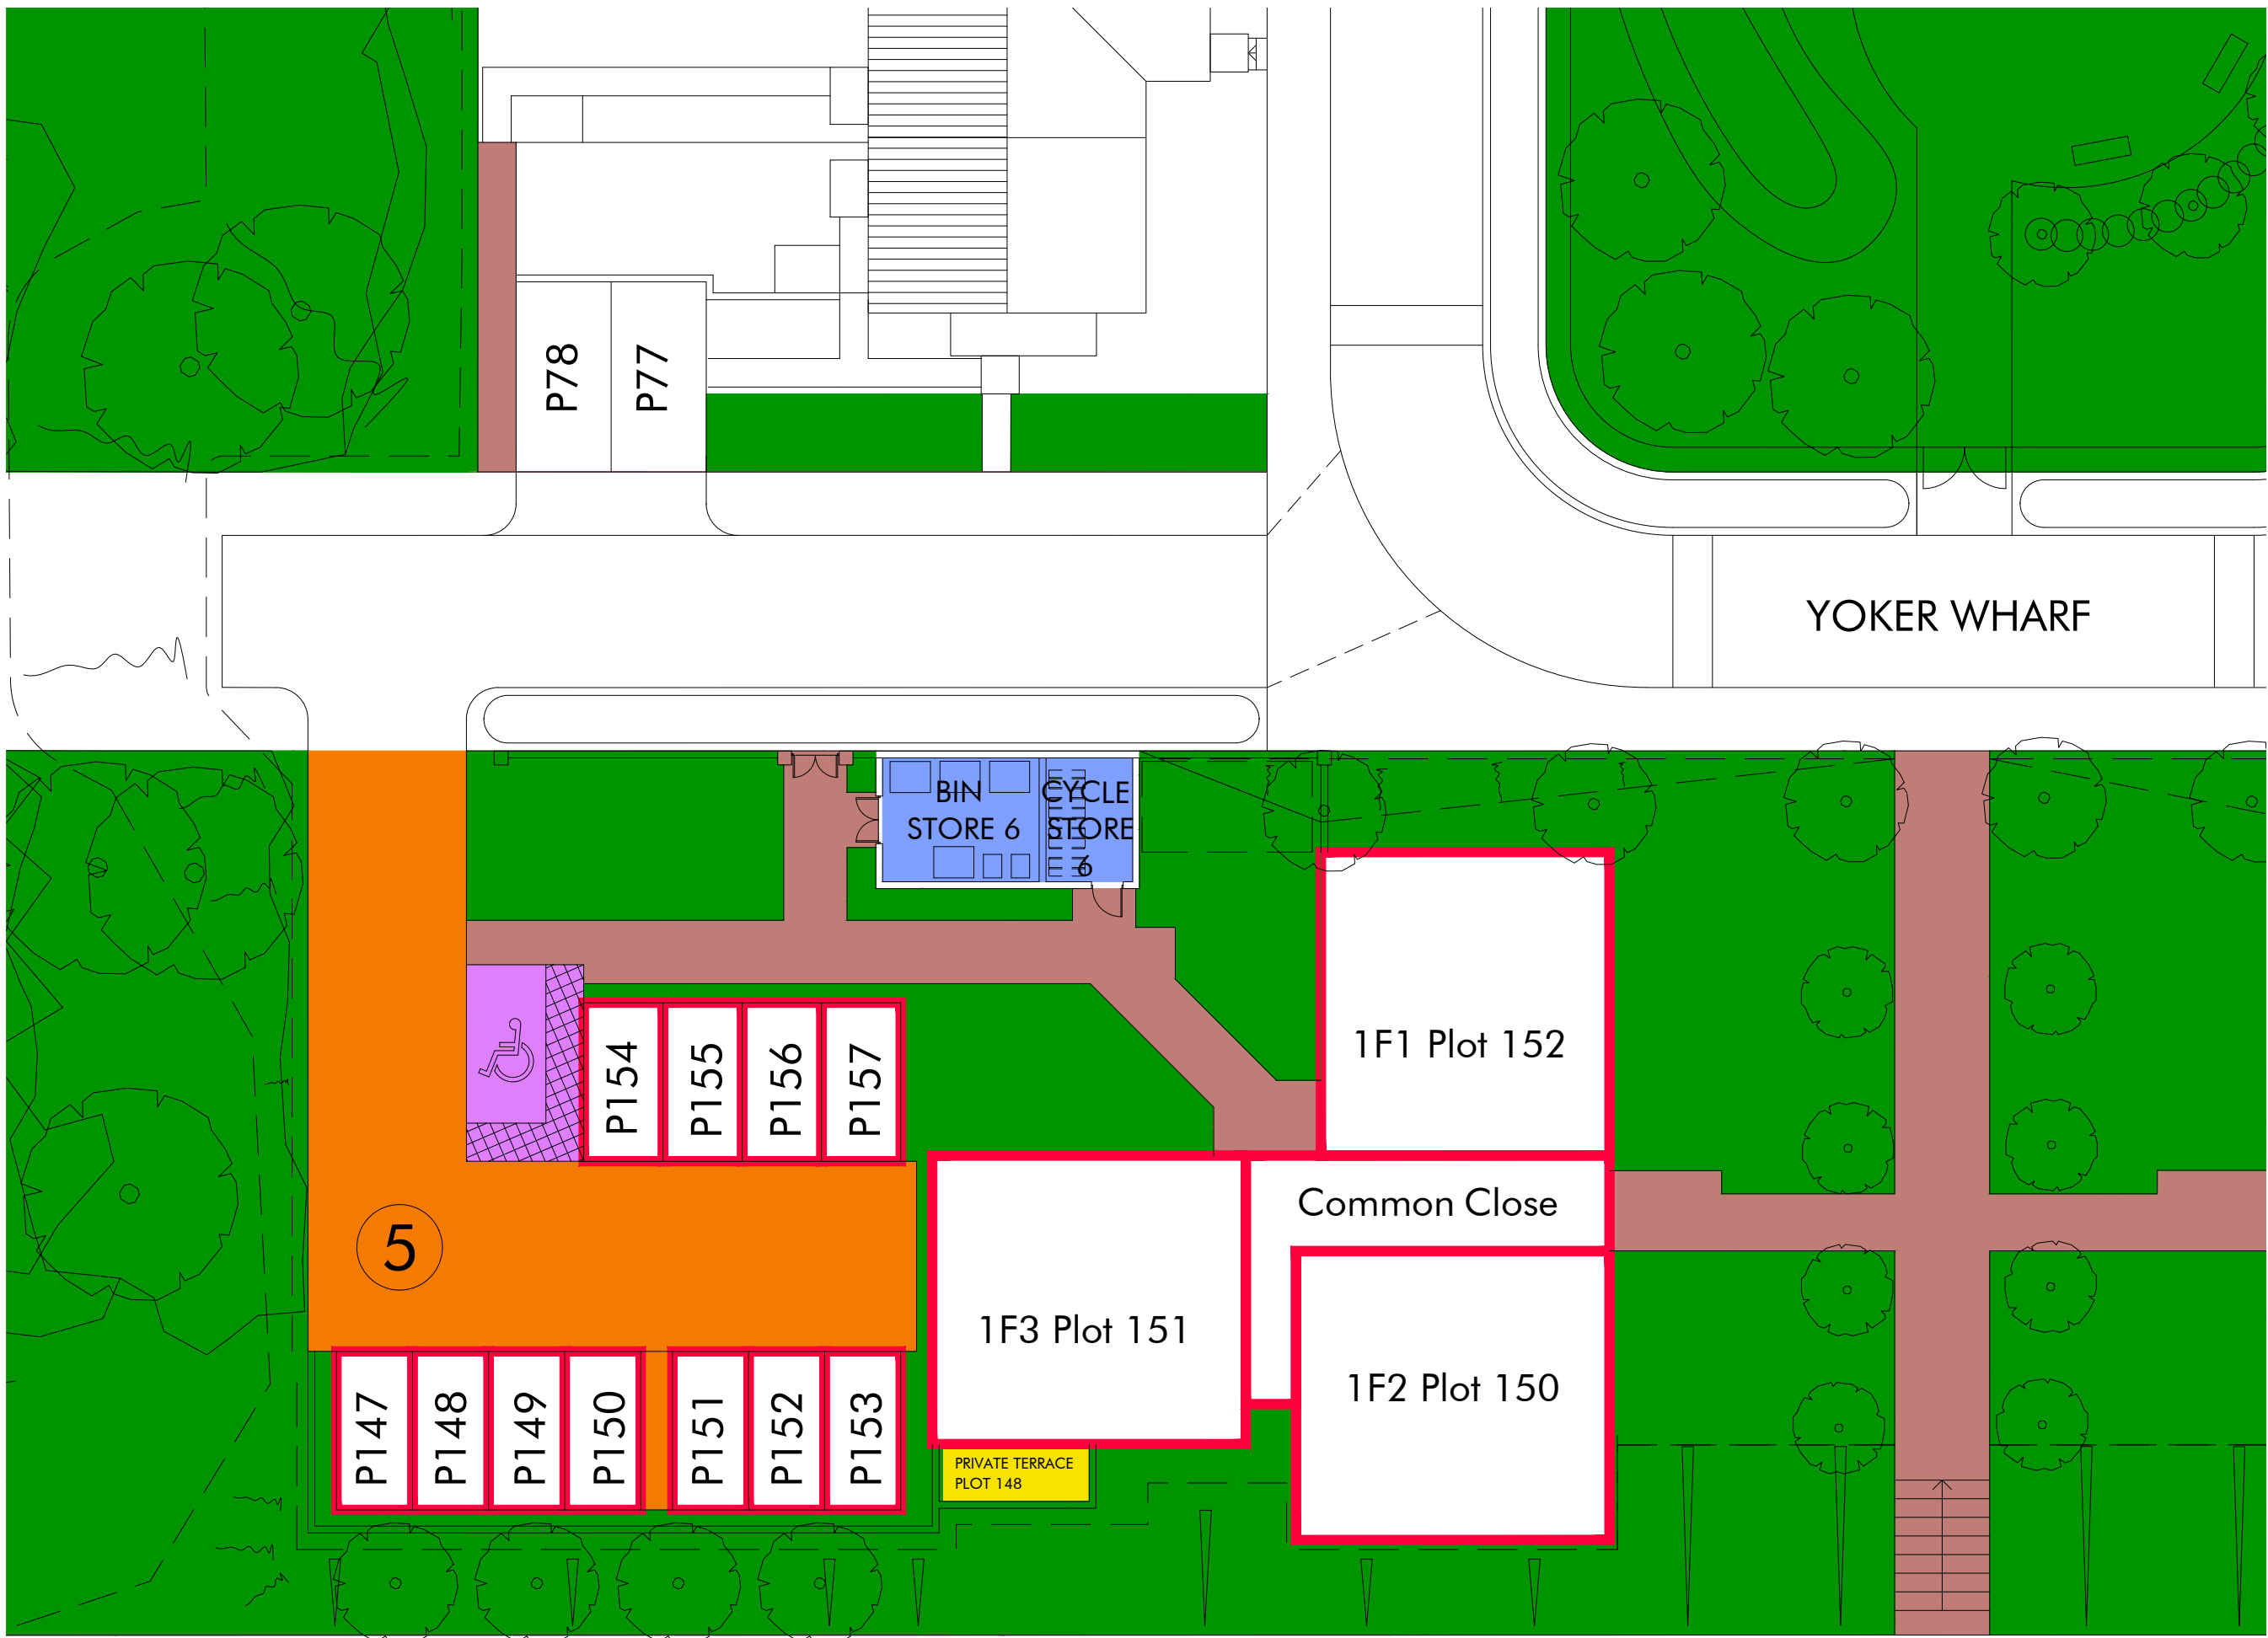 P78
P77
YOKER WHARF
BIN
STORE 6
CYCLE
STORE
6
1F1 Plot 152
P154
P155
P156
P157
Common Close
5
1F3 Plot 151
1F2 Plot 150
P147
P148
P149
P150
P151
P152
P153
PRIVATE TERRACE
PLOT 148